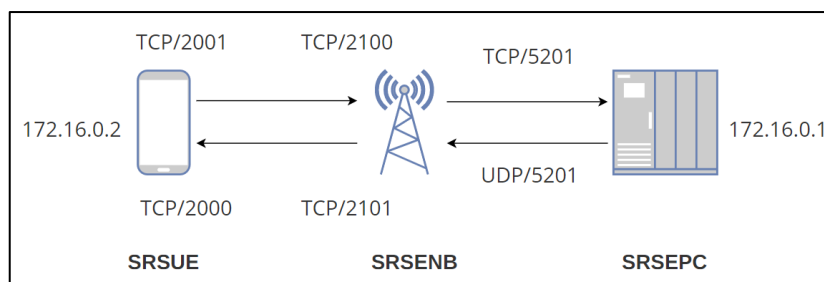 TCP/2001
TCP/2100
TCP/5201
172.16.0.2
172.16.0.1
TCP/2000
TCP/2101
UDP/5201
SRSUE
SRSENB
SRSEPC